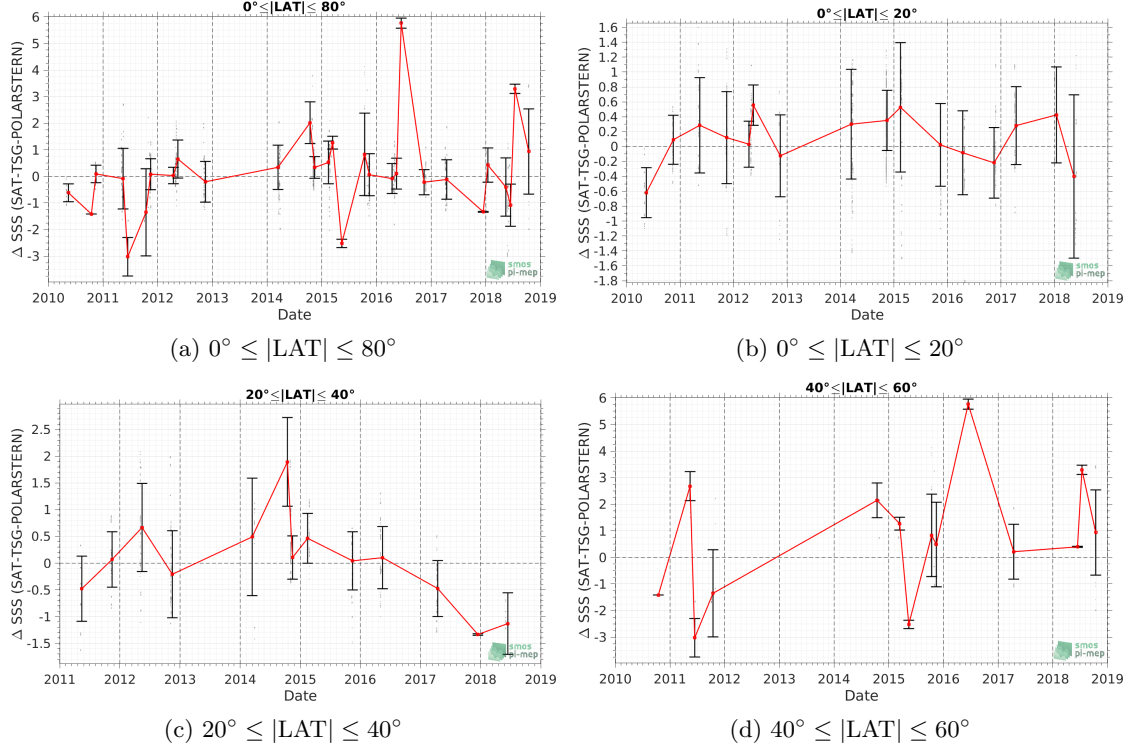 0°≤|LAT|≤ 80°
6
5
4
3
2
1
0
-1
-2
-3
Δ SSS (SAT-TSG-POLARSTERN)
2010 2011 2012 2013 2014 2015 2016 2017 2018 2019
Date
smos
pi-mep
(a) 0° ≤ |LAT| ≤ 80°
0°≤|LAT|≤ 20°
1.6
1.4
1.2
1
0.8
0.6
0.4
0.2
0
-0.2
-0.4
-0.6
-0.8
-1
-1.2
-1.4
-1.6
-1.8
Δ SSS (SAT-TSG-POLARSTERN)
2010 2011 2012 2013 2014 2015 2016 2017 2018 2019
Date
smos
pi-mep
(b) 0° ≤ |LAT| ≤ 20°
20°≤|LAT|≤ 40°
2.5
2
1.5
1
0.5
0
-0.5
-1
-1.5
Δ SSS (SAT-TSG-POLARSTERN)
2011 2012 2013 2014 2015 2016 2017 2018 2019
Date
smos
pi-mep
(c) 20° ≤ |LAT| ≤ 40°
40°≤|LAT|≤ 60°
6
5
4
3
2
1
0
-1
-2
-3
Δ SSS (SAT-TSG-POLARSTERN)
2010 2011 2012 2013 2014 2015 2016 2017 2018 2019
Date
smos
pi-mep
(d) 40° ≤ |LAT| ≤ 60°